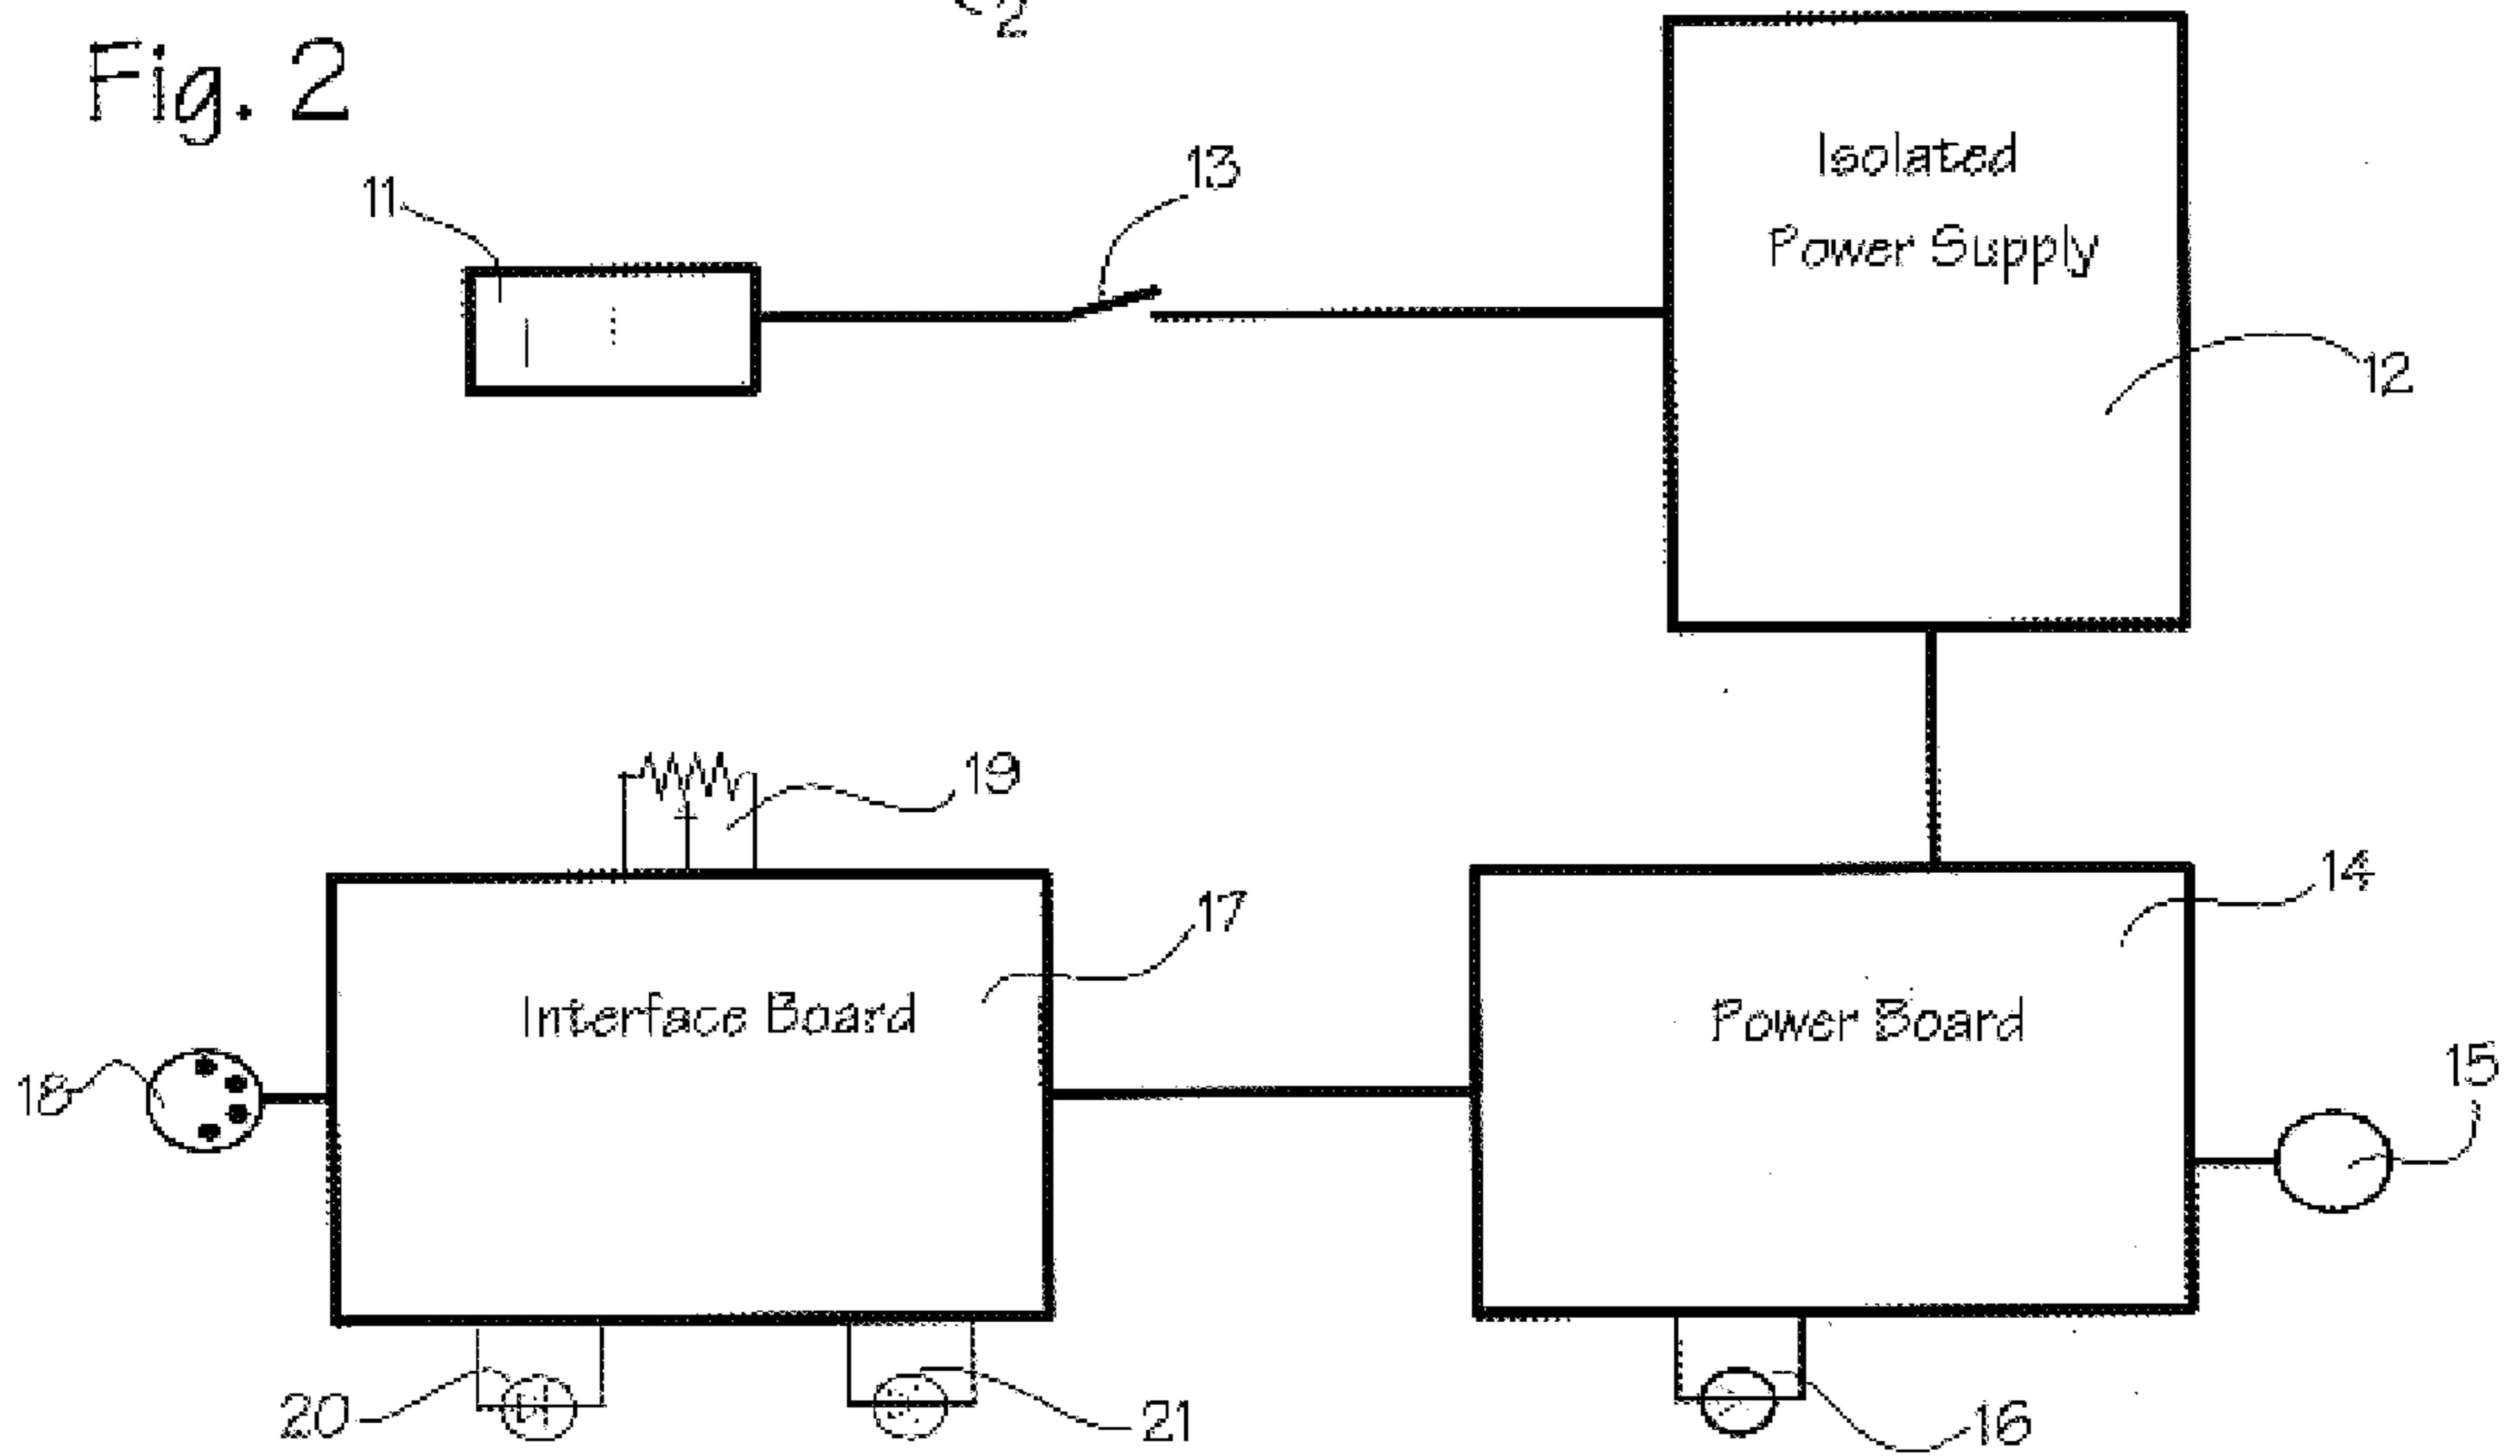 2
Fig. 2
11
13
Isolated
Power Supply
12
19
17
14
Interface Board
Power Board
18
15
20
21
16